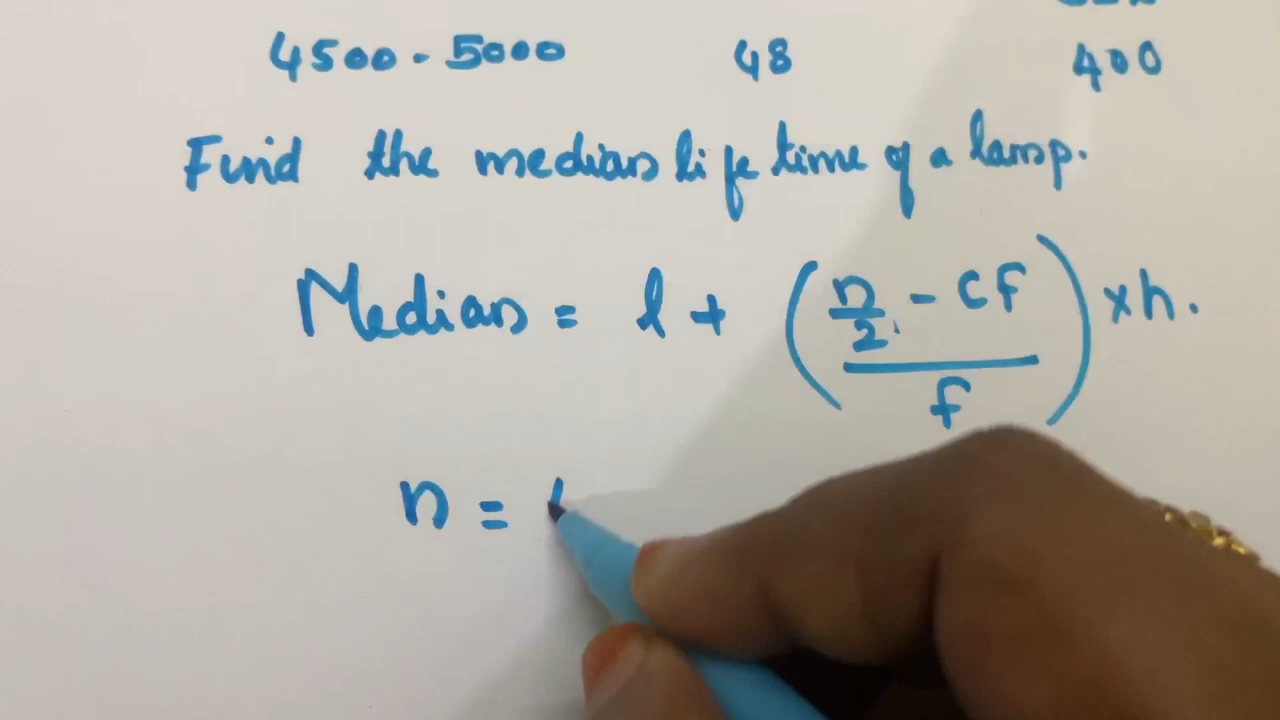 4500 - 5000 48 400
Find the median life time of a lamp.
Median = l + ( n/2 - cf / f ) × h.
n =